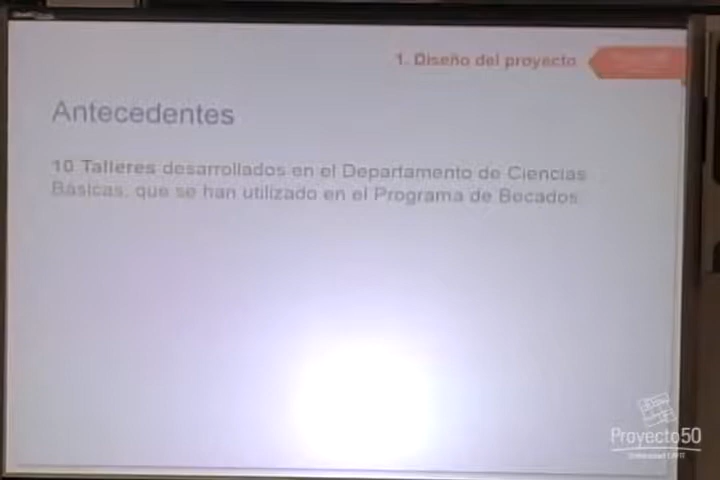 1. Diseño del proyecto
Antecedentes
10 Talleres desarrollados en el Departamento de Ciencias
Básicas, que se han utilizado en el Programa de Becados
Proyecto50